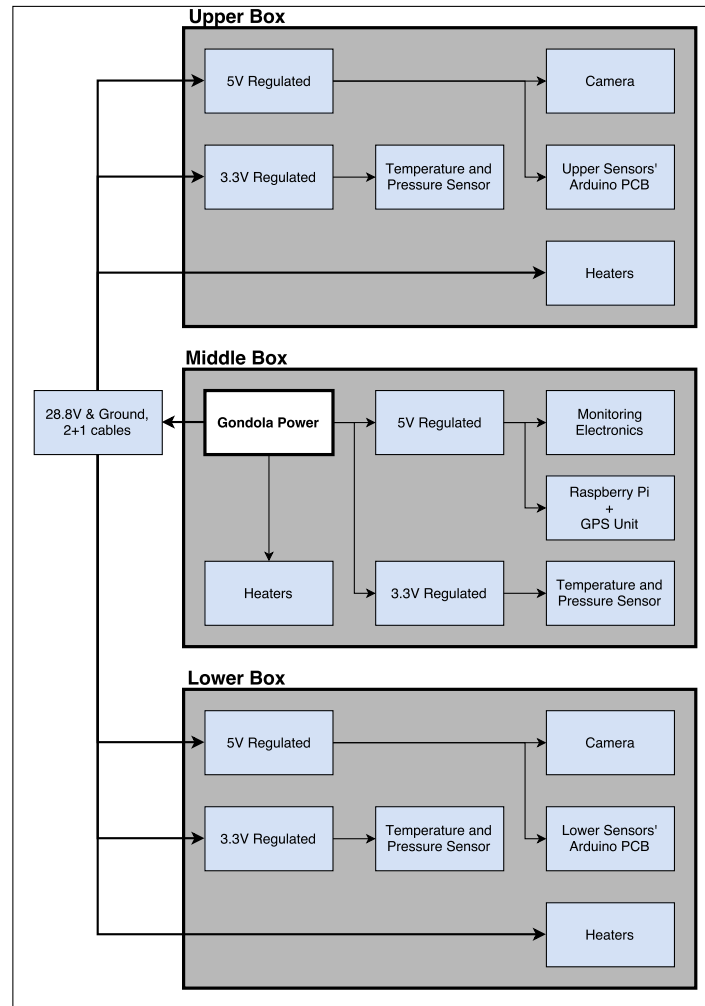 Upper Box
5V Regulated
Camera
3.3V Regulated
Temperature and
Pressure Sensor
Upper Sensors'
Arduino PCB
Heaters
Middle Box
28.8V & Ground,
2+1 cables
Gondola Power
5V Regulated
Monitoring
Electronics
Raspberry Pi
+
GPS Unit
Heaters
3.3V Regulated
Temperature and
Pressure Sensor
Lower Box
5V Regulated
Camera
3.3V Regulated
Temperature and
Pressure Sensor
Lower Sensors'
Arduino PCB
Heaters